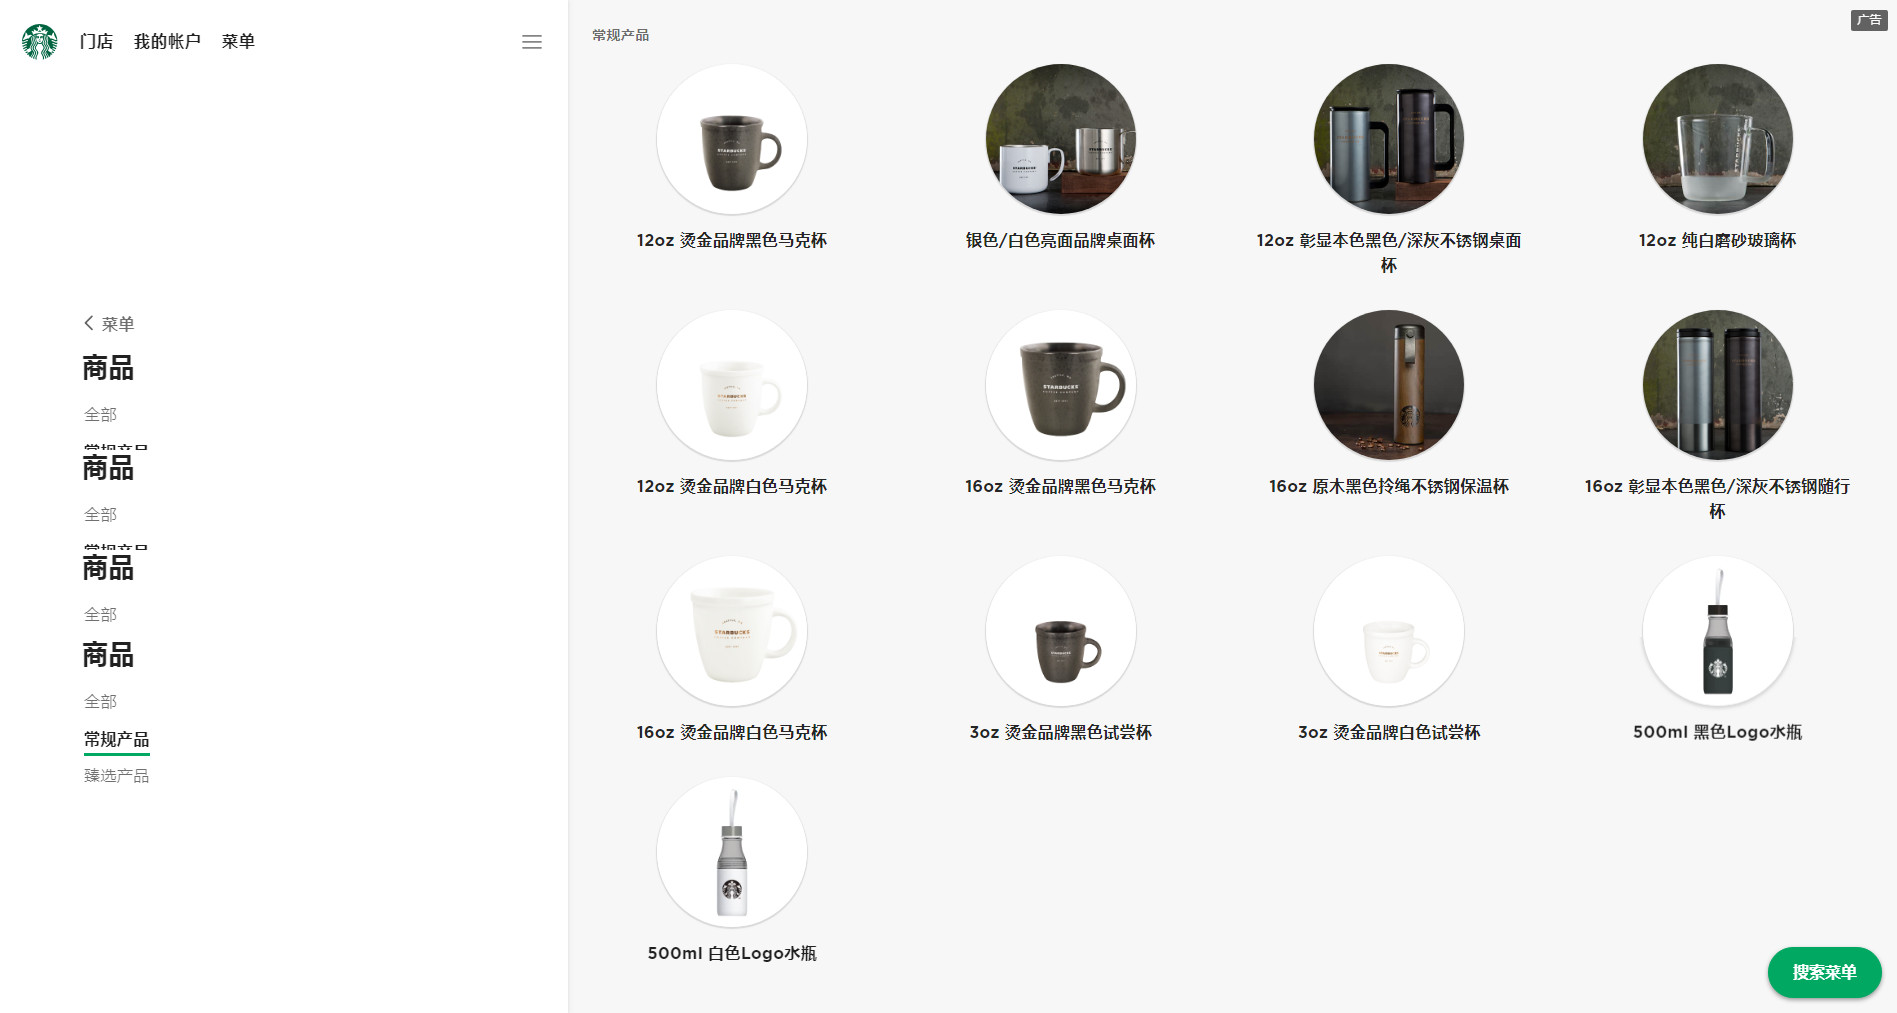 门店 我的帐户 菜单
菜单
商品
全部
常规产品
商品
全部
常规产品
商品
全部
商品
全部
常规产品
臻选产品
常规产品
广告
12oz 烫金品牌黑色马克杯
银色/白色亮面品牌桌面杯
12oz 彰显本色黑色/深灰不锈钢桌面
杯
12oz 纯白磨砂玻璃杯
12oz 烫金品牌白色马克杯
16oz 烫金品牌黑色马克杯
16oz 原木黑色拎绳不锈钢保温杯
16oz 彰显本色黑色/深灰不锈钢随行
杯
16oz 烫金品牌白色马克杯
3oz 烫金品牌黑色试尝杯
3oz 烫金品牌白色试尝杯
500ml 黑色Logo水瓶
500ml 白色Logo水瓶
搜索菜单
STARBUCKS
STARBUCKS
STARBUCKS
STARBUCKS
STARBUCKS
STARBUCKS
STARBUCKS
STARBUCKS